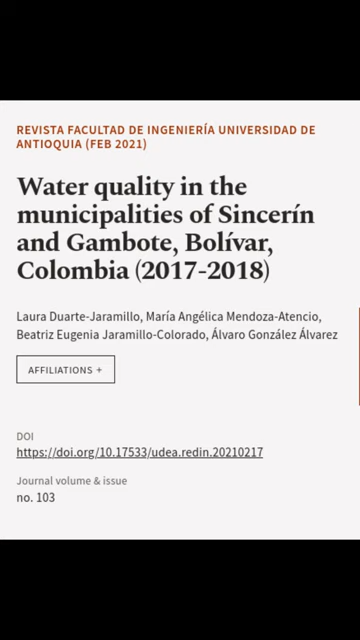 REVISTA FACULTAD DE INGENIERÍA UNIVERSIDAD DE
ANTIOQUIA (FEB 2021)
Water quality in the
municipalities of Sincerín
and Gambote, Bolívar,
Colombia (2017-2018)
Laura Duarte-Jaramillo, María Angélica Mendoza-Atencio,
Beatriz Eugenia Jaramillo-Colorado, Álvaro González Álvarez
AFFILIATIONS +
DOI
https://doi.org/10.17533/udea.redin.20210217
Journal volume & issue
no. 103